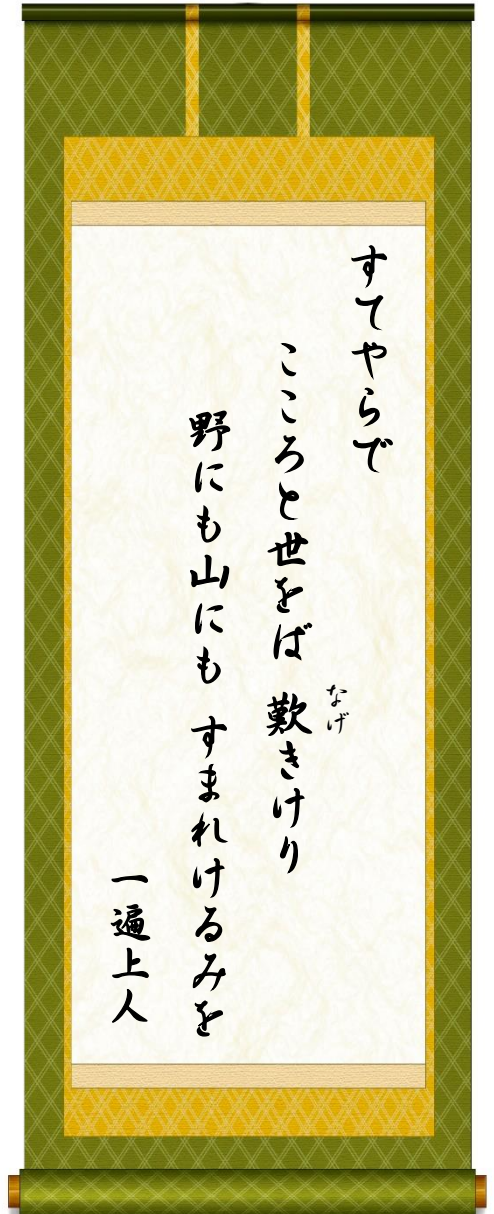 すてやらで
こころと世をば 歎きけり
なげ
野にも山にも すまれけるみを
一遍上人